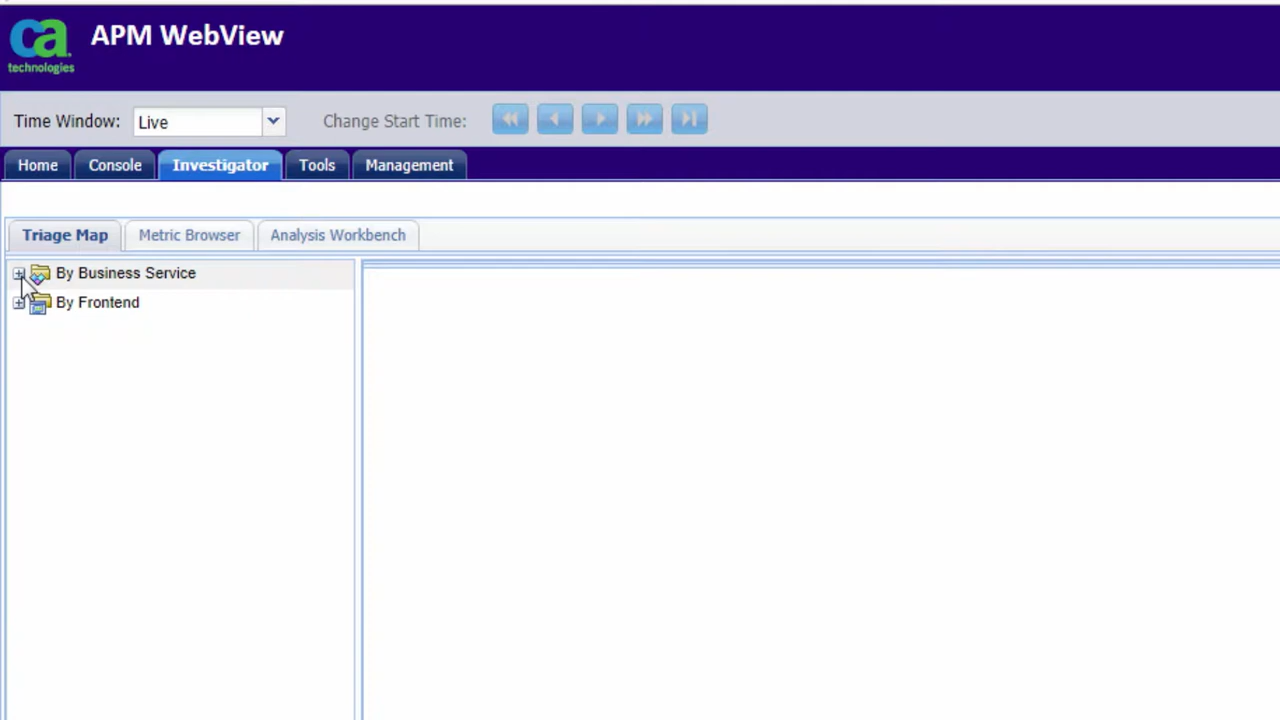 ca
technologies
APM WebView
Time Window: Live Change Start Time:
Home Console Investigator Tools Management
Triage Map Metric Browser Analysis Workbench
By Business Service
By Frontend